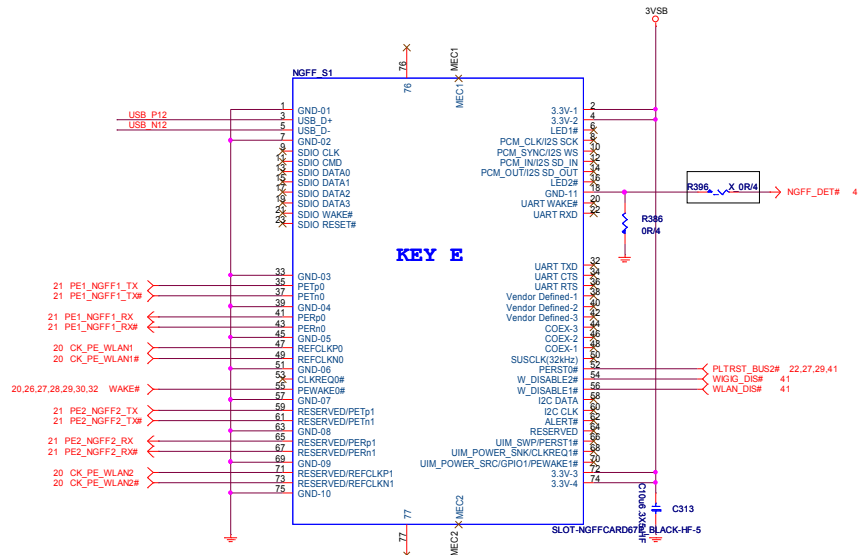 3VSB
NGFF_S1
76
76
MEC1
MEC1
1 GND-01
USB_P12 3 USB_D+
USB_N12 5 USB_D-
7 GND-02
9 SDIO CLK
11 SDIO CMD
13 SDIO DATA0
15 SDIO DATA1
17 SDIO DATA2
19 SDIO DATA3
21 SDIO WAKE#
23 SDIO RESET#
3.3V-1 2
3.3V-2 4
LED1# 6
PCM_CLK/I2S SCK 8
PCM_SYNC/I2S WS 10
PCM_IN/I2S SD_IN 12
PCM_OUT/I2S SD_OUT 14
LED2# 16
GND-11 18
UART WAKE# 20
UART RXD 22
R396 X_0R/4
NGFF_DET# 4
R386
0R/4
KEY E
33 GND-03
21 PE1_NGFF1_TX 35 PETp0
21 PE1_NGFF1_TX# 37 PETn0
39 GND-04
21 PE1_NGFF1_RX 41 PERp0
21 PE1_NGFF1_RX# 43 PERn0
45 GND-05
20 CK_PE_WLAN1 47 REFCLKP0
20 CK_PE_WLAN1# 49 REFCLKN0
51 GND-06
53 CLKREQ0#
20,26,27,28,29,30,32 WAKE# 55 PEWAKE0#
57 GND-07
21 PE2_NGFF2_TX 59 RESERVED/PETp1
21 PE2_NGFF2_TX# 61 RESERVED/PETn1
63 GND-08
21 PE2_NGFF2_RX 65 RESERVED/PERp1
21 PE2_NGFF2_RX# 67 RESERVED/PERn1
69 GND-09
20 CK_PE_WLAN2 71 RESERVED/REFCLKP1
20 CK_PE_WLAN2# 73 RESERVED/REFCLKN1
75 GND-10
UART TXD 32
UART CTS 34
UART RTS 36
Vendor Defined-1 38
Vendor Defined-2 40
Vendor Defined-3 42
COEX-3 44
COEX-2 46
COEX-1 48
SUSCLK(32kHz) 50
PERST0# 52 PLTRST_BUS2# 22,27,29,41
W_DISABLE2# 54 WIGIG_DIS# 41
W_DISABLE1# 56 WLAN_DIS# 41
I2C DATA 58
I2C CLK 60
ALERT# 62
RESERVED 64
UIM_SWP/PERST1# 66
UIM_POWER_SNK/CLKREQ1# 68
UIM_POWER_SRC/GPIO1/PEWAKE1# 70
3.3V-3 72
3.3V-4 74
C313
77
77
MEC2
MEC2